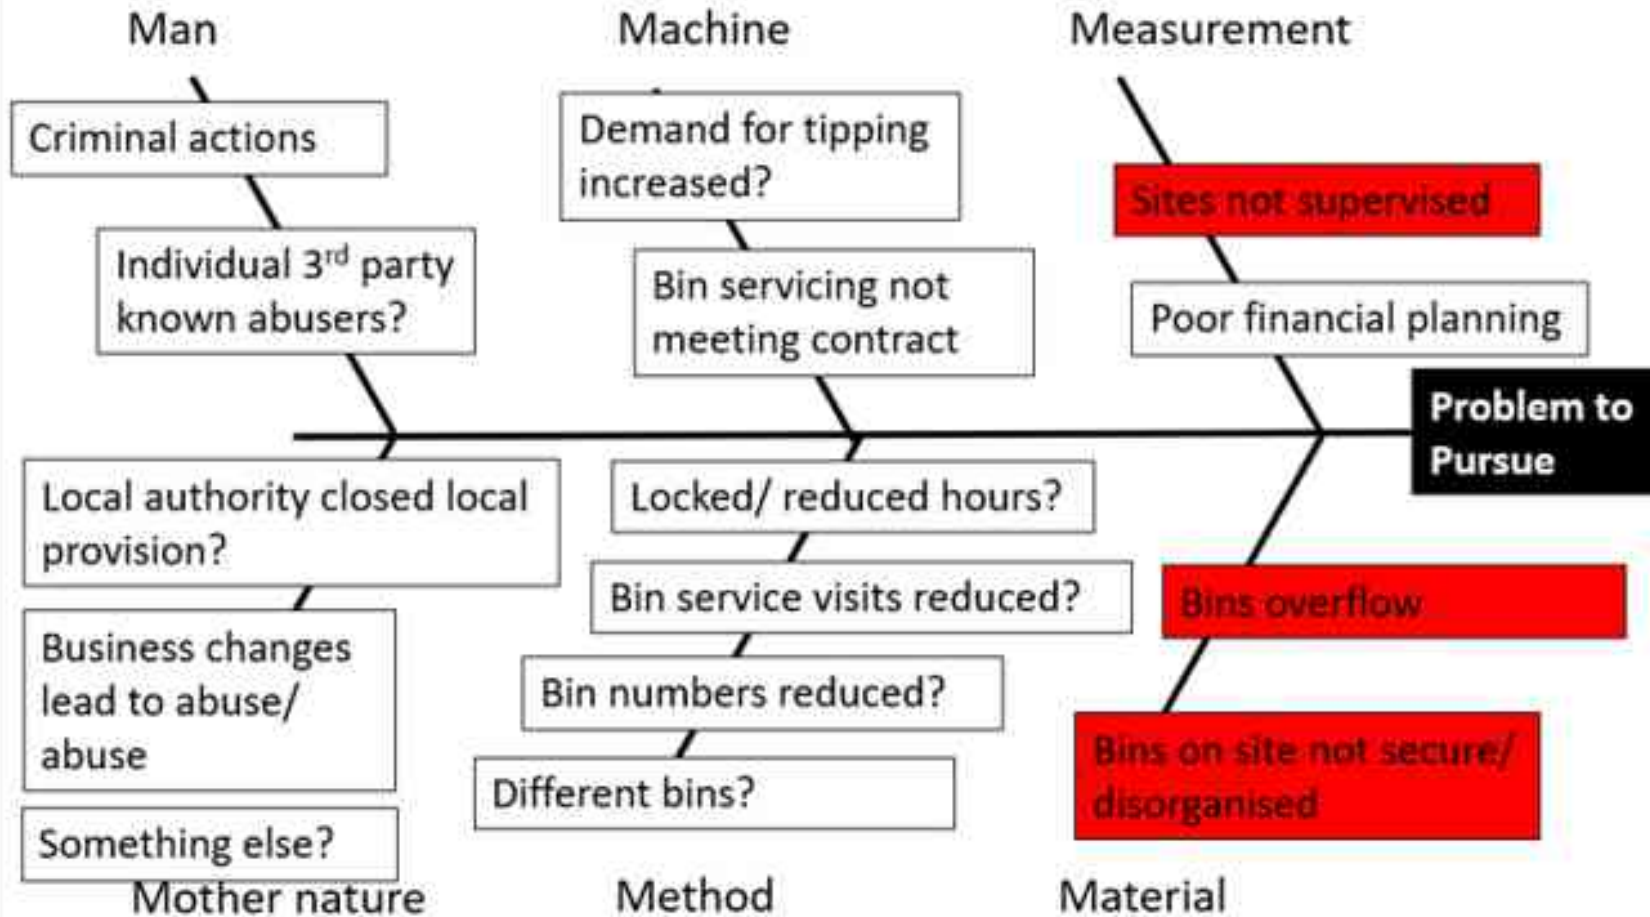 Man
Machine
Measurement
Criminal actions
Individual 3rd party
known abusers?
Demand for tipping
increased?
Bin servicing not
meeting contract
Sites not supervised
Poor financial planning
Problem to
Pursue
Local authority closed local
provision?
Business changes
lead to abuse/
abuse
Something else?
Locked/ reduced hours?
Bin service visits reduced?
Bin numbers reduced?
Different bins?
Bins overflow
Bins on site not secure/
disorganised
Mother nature
Method
Material